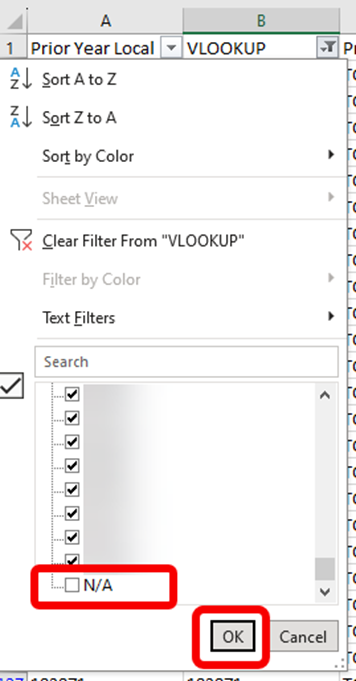 A B
1 Prior Year Local VLOOKUP
Sort A to Z
Sort Z to A
Sort by Color
Sheet View
Clear Filter From "VLOOKUP"
Filter by Color
Text Filters
Search
N/A
OK Cancel